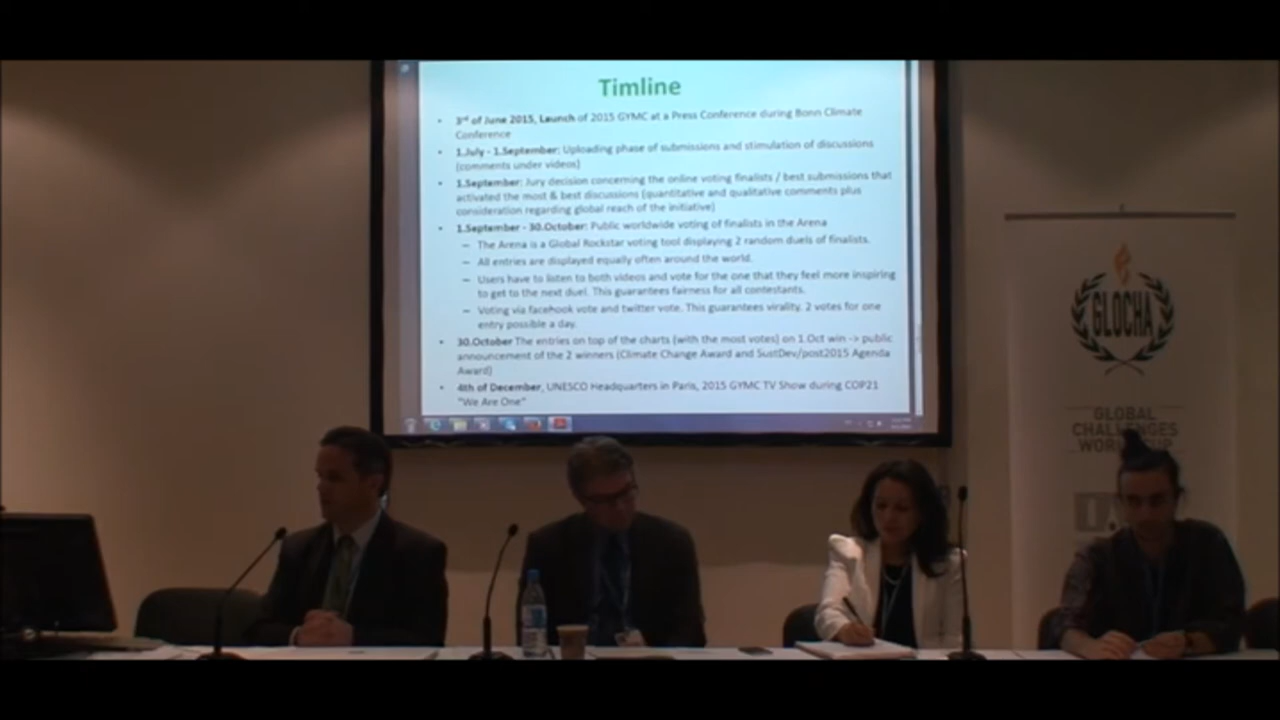 Timline
• 3rd of June 2015, Launch of 2015 GYMC at a Press Conference during Bonn Climate
Conference
• 1.July - 1.September: Uploading phase of submissions and stimulation of discussions
(comments under videos)
• 1.September: Jury decision concerning the online voting finalists / best submissions that
activated the most & best discussions (quantitative and qualitative comments plus
consideration regarding global reach of the initiative)
• 1.September - 30.October: Public worldwide voting of finalists in the Arena
– The Arena is a Global Rockstar voting tool displaying 2 random duels of finalists.
– All entries are displayed equally often around the world.
– Users have to listen to both videos and vote for the one that they feel more inspiring
to get to the next duel. This guarantees fairness for all contestants.
– Voting via facebook vote and twitter vote. This guarantees virality. 2 votes for one
entry possible a day.
• 30.October The entries on top of the charts (with the most votes) on 1.Oct win -> public
announcement of the 2 winners (Climate Change Award and SustDev/post2015 Agenda
Award)
• 4th of December, UNESCO Headquarters in Paris, 2015 GYMC TV Show during COP21
"We Are One"
GLOCHA
GLOBAL
CHALLENGES